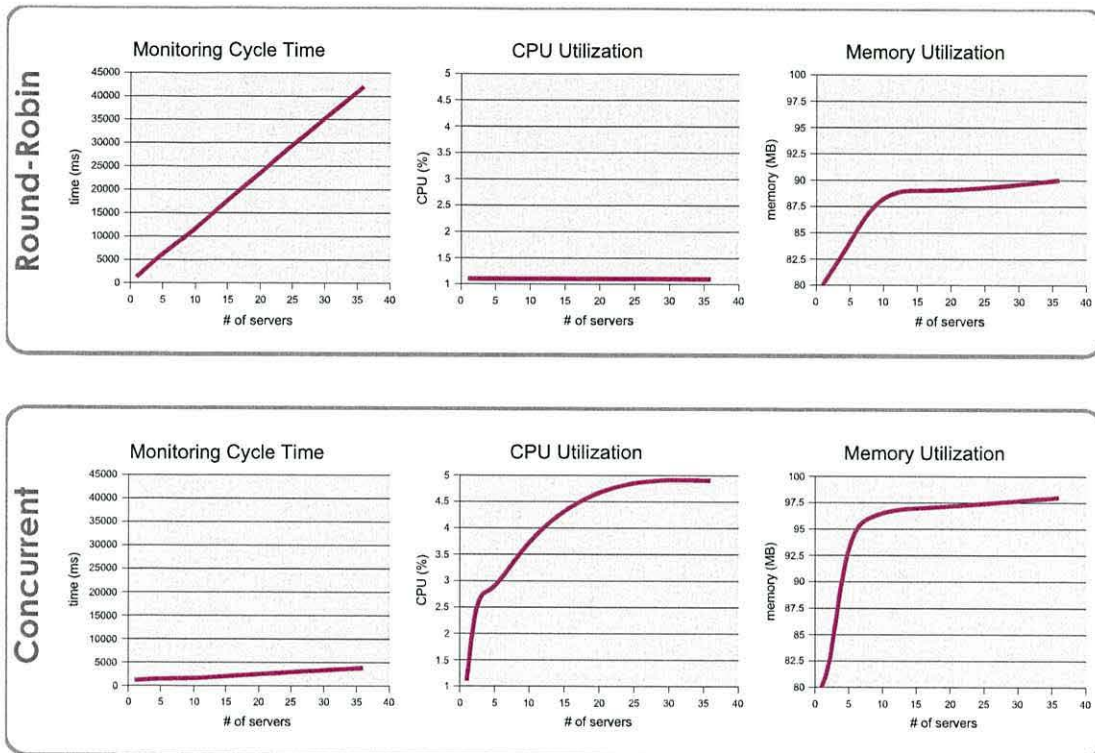 Round-Robin
Monitoring Cycle Time
45000
40000
35000
30000
25000
20000
15000
10000
5000
0
time (ms)
0 5 10 15 20 25 30 35 40
# of servers
CPU Utilization
5
4.5
4
3.5
3
2.5
2
1.5
1
CPU (%)
0 5 10 15 20 25 30 35 40
# of servers
Memory Utilization
100
97.5
95
92.5
90
87.5
85
82.5
80
memory (MB)
0 5 10 15 20 25 30 35 40
# of servers
Concurrent
Monitoring Cycle Time
45000
40000
35000
30000
25000
20000
15000
10000
5000
0
time (ms)
0 5 10 15 20 25 30 35 40
# of servers
CPU Utilization
5
4.5
4
3.5
3
2.5
2
1.5
1
CPU (%)
0 5 10 15 20 25 30 35 40
# of servers
Memory Utilization
100
97.5
95
92.5
90
87.5
85
82.5
80
memory (MB)
0 5 10 15 20 25 30 35 40
# of servers